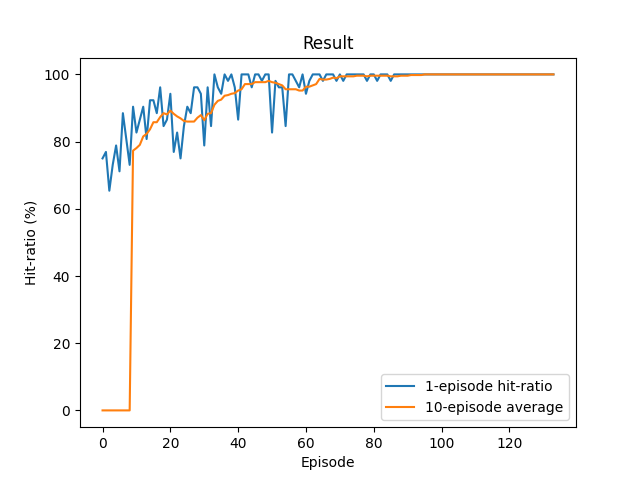 Result
Hit-ratio (%)
100
80
60
40
20
0
0 20 40 60 80 100 120
Episode
1-episode hit-ratio
10-episode average